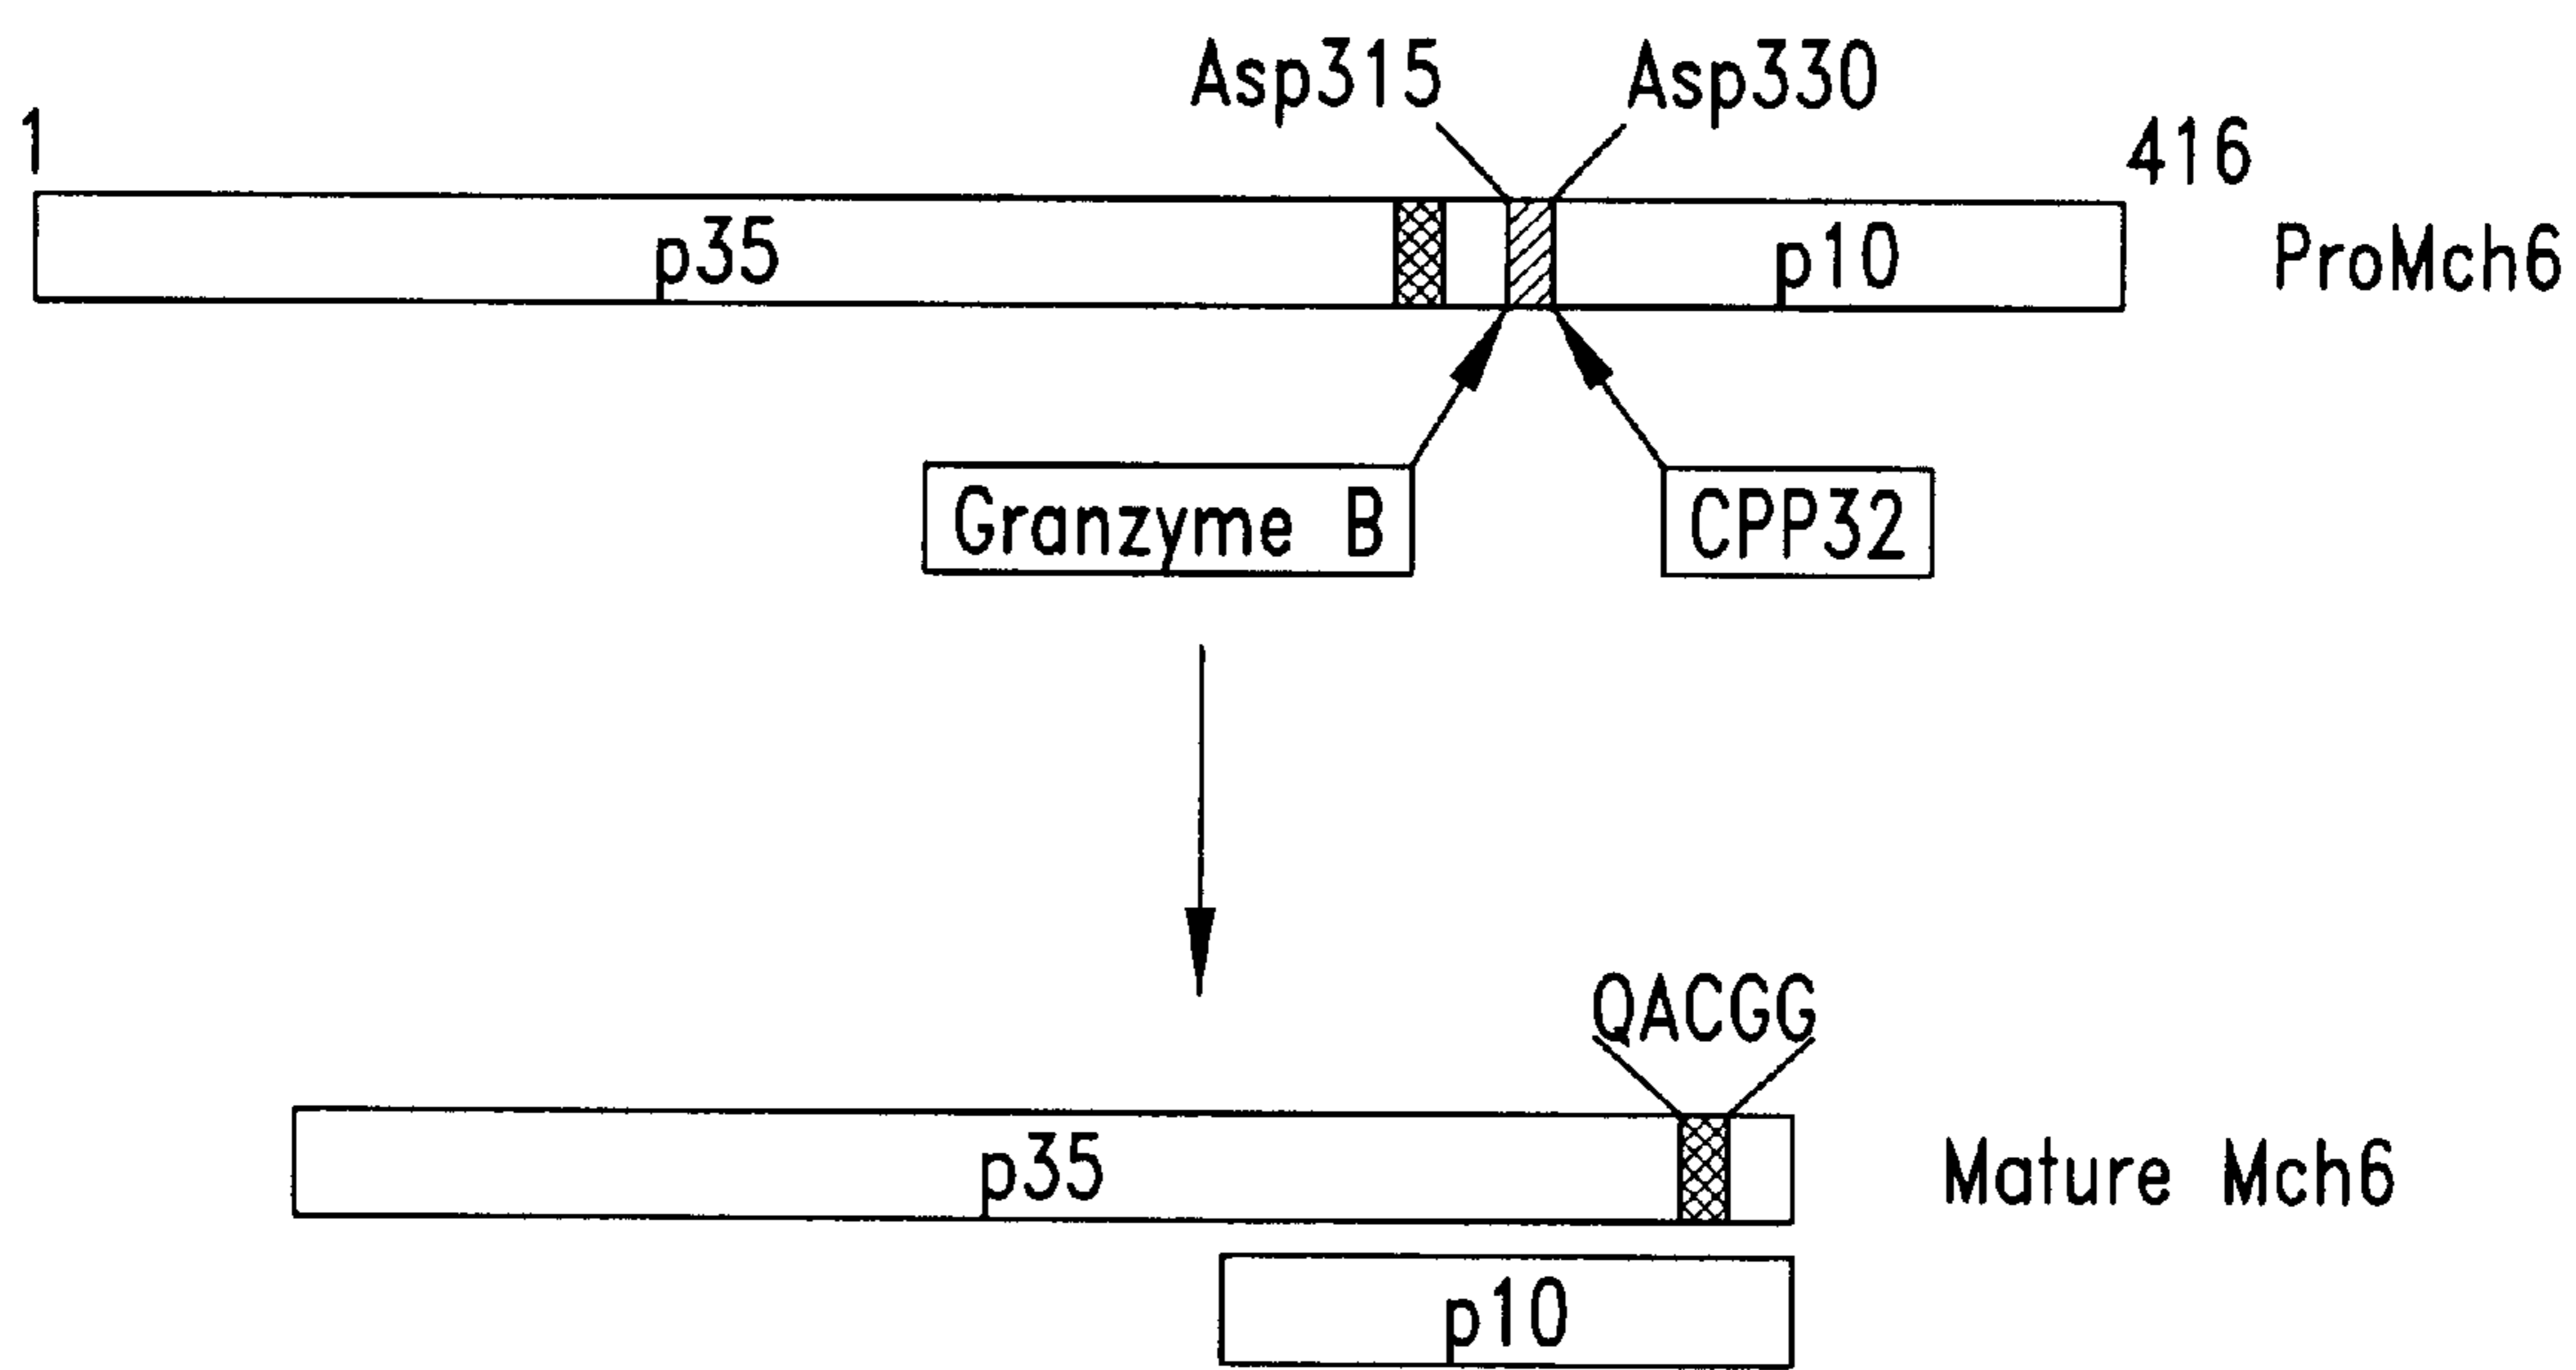 Asp315 Asp330
1
416
p35 p10 ProMch6
Granzyme B CPP32
QACGG
p35 Mature Mch6
p10